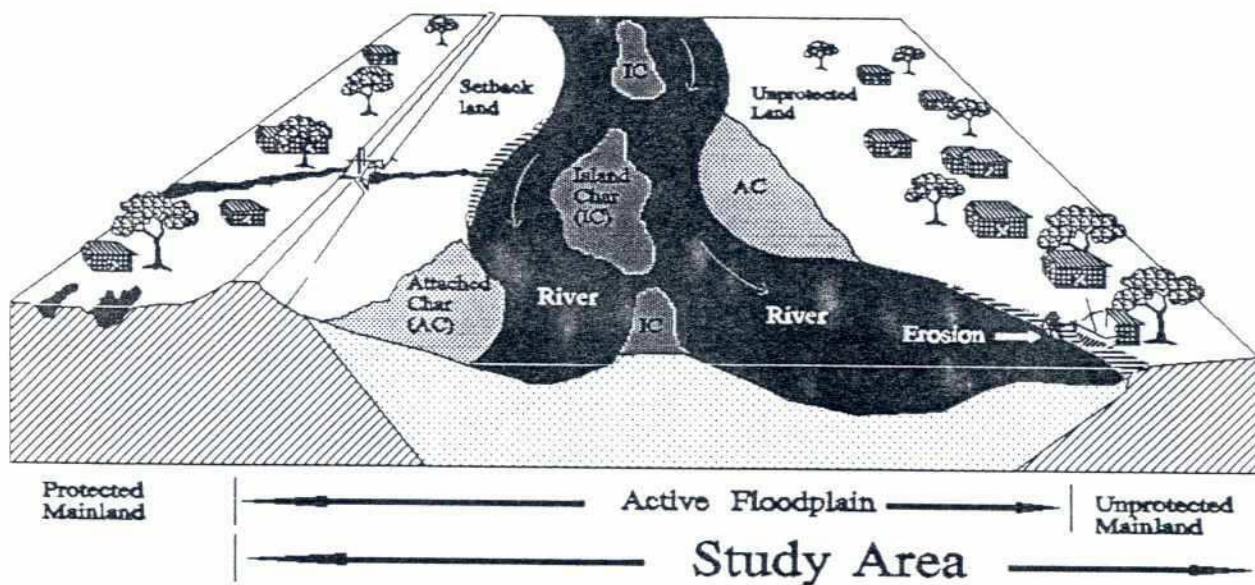 IC
Setback
land
Unprotected
Land
Island
Char
(IC)
AC
Attached
Char
(AC)
River
IC
River
Erosion
Protected
Mainland
Active Floodplain
Unprotected
Mainland
Study Area